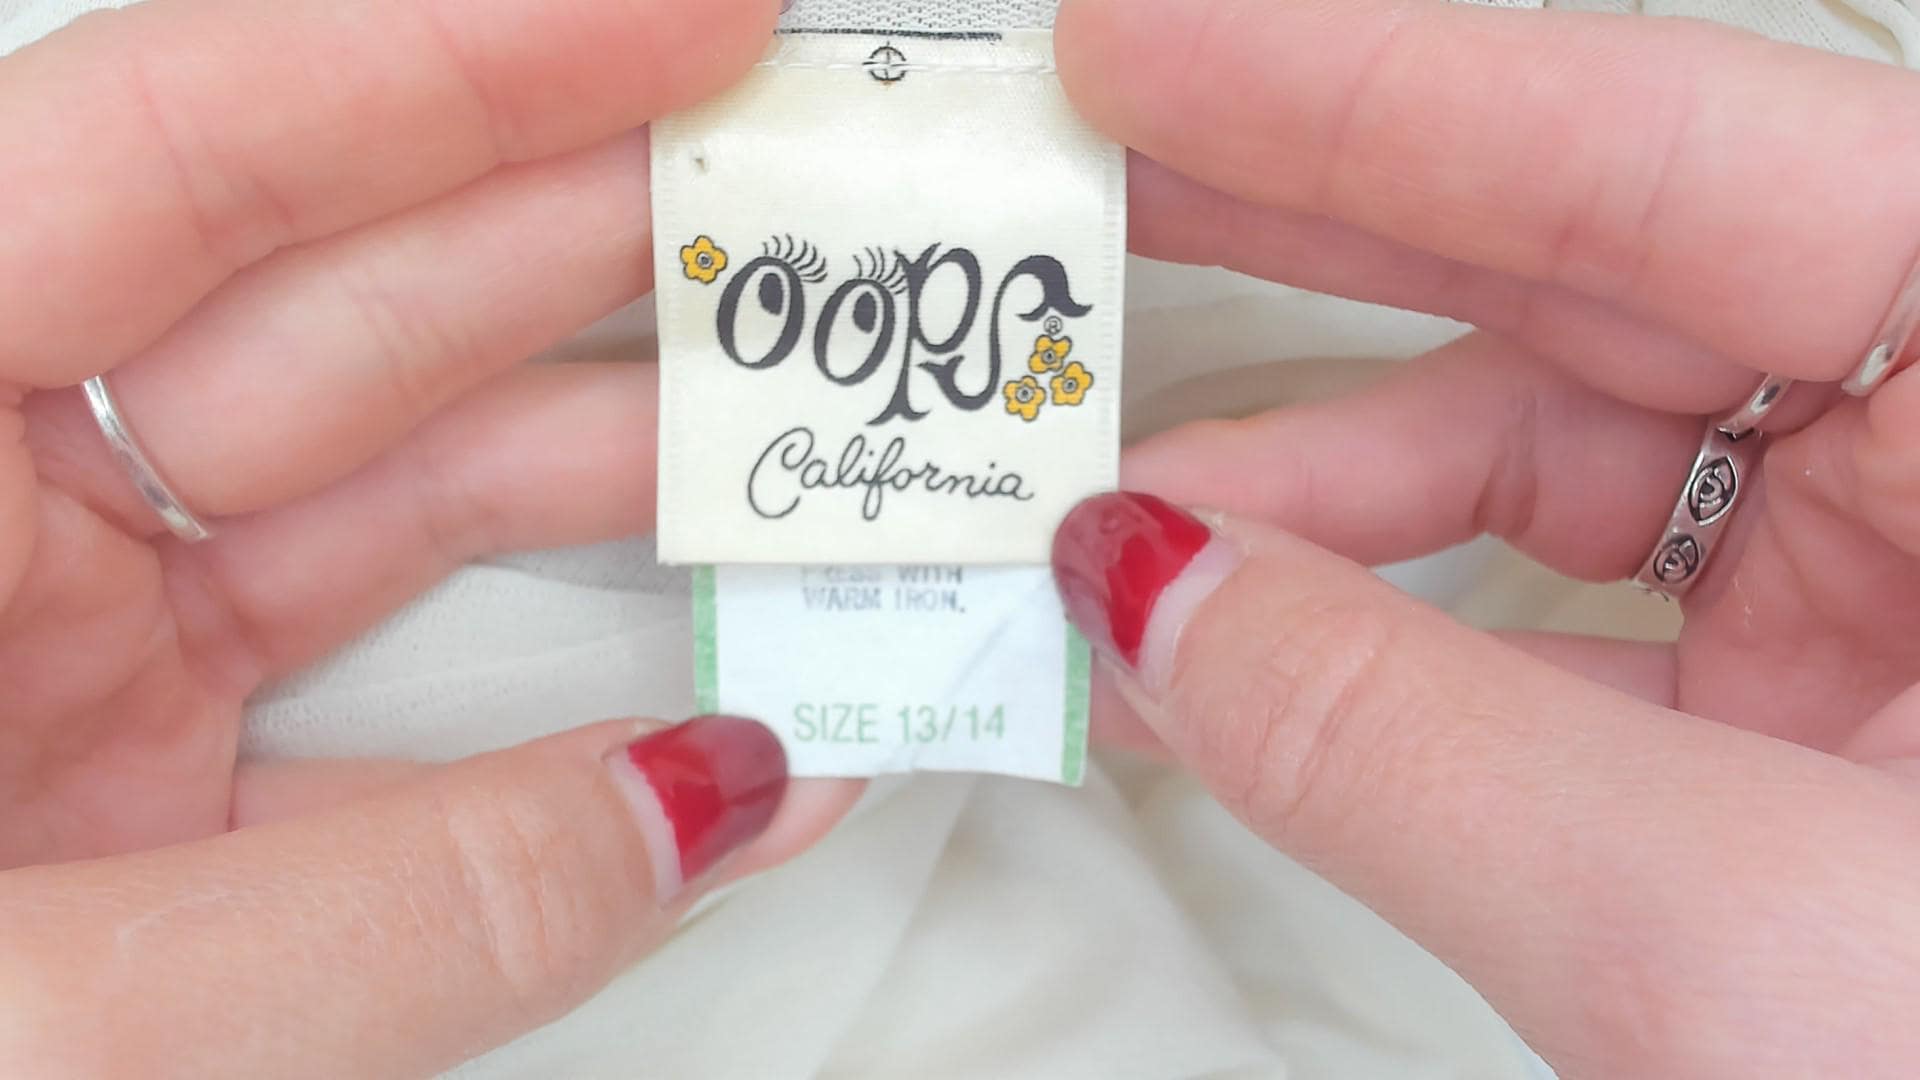 OOPS®
California
PRESS WITH
WARM IRON.
SIZE 13/14